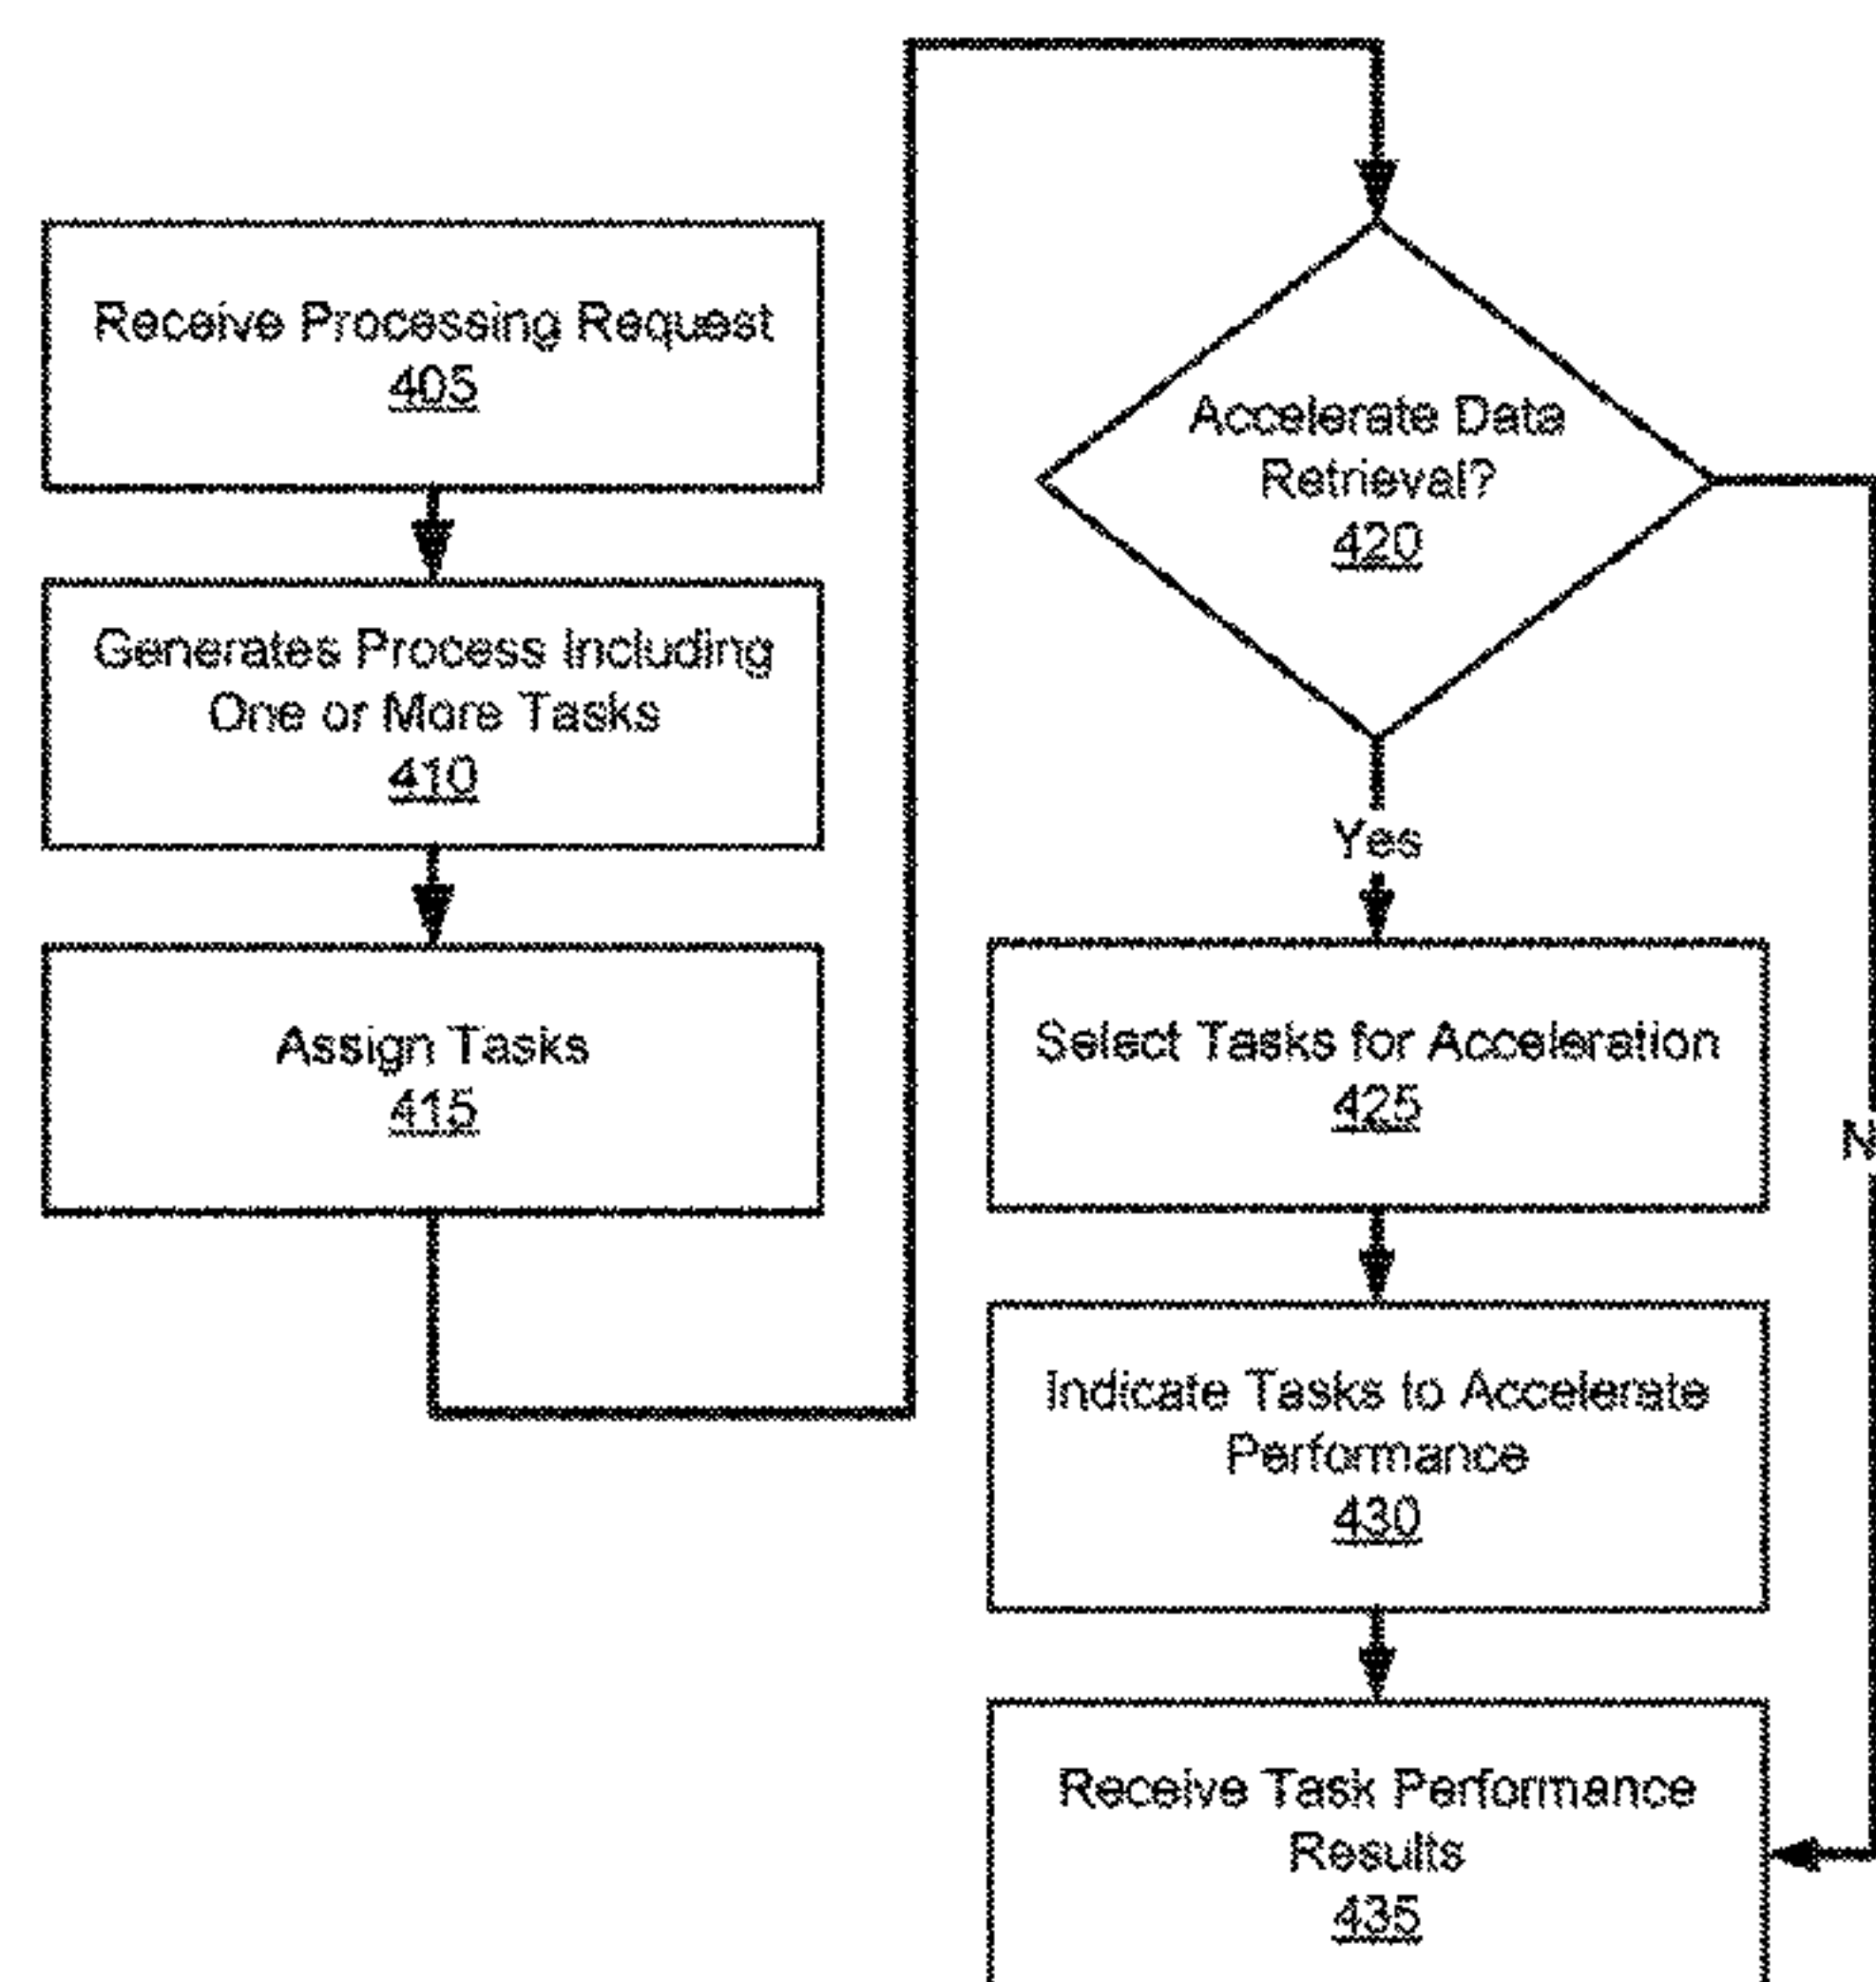 Receive Processing Request
405
Generates Process Including
One or More Tasks
410
Assign Tasks
415
Accelerate Data
Retrieval?
420
Yes
Select Tasks for Acceleration
425
N
Indicate Tasks to Accelerate
Performance
430
Receive Task Performance
Results
435